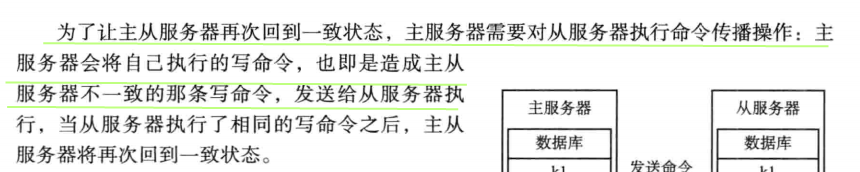 为了让主从服务器再次回到一致状态，主服务器需要对从服务器执行命令传播操作：主
服务器会将自己执行的写命令，也即是造成主从
服务器不一致的那条写命令，发送给从服务器执
行，当从服务器执行了相同的写命令之后，主从
服务器将再次回到一致状态。
主服务器
从服务器
数据库
数据库
发送命令